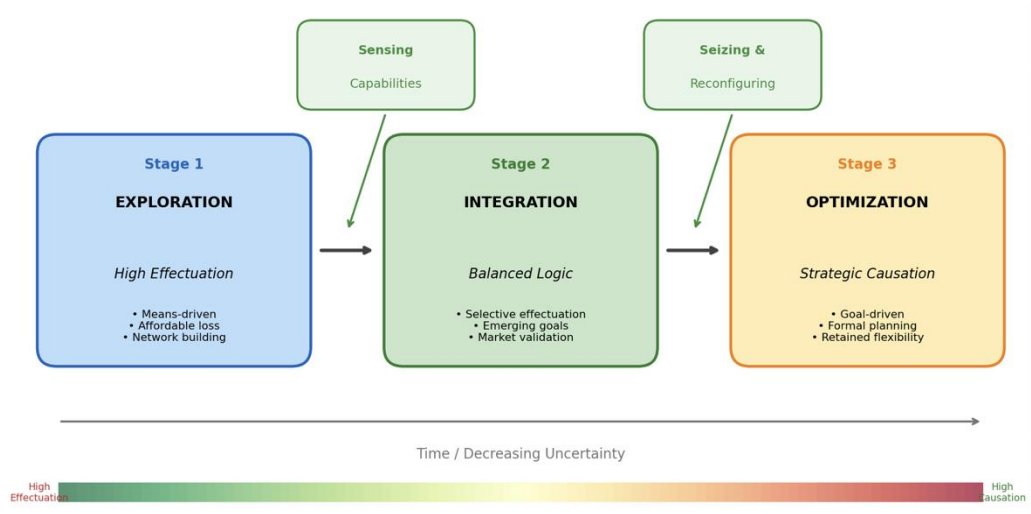 Sensing
Capabilities
Seizing &
Reconfiguring
Stage 1
EXPLORATION
High Effectuation
• Means-driven
• Affordable loss
• Network building
Stage 2
INTEGRATION
Balanced Logic
• Selective effectuation
• Emerging goals
• Market validation
Stage 3
OPTIMIZATION
Strategic Causation
• Goal-driven
• Formal planning
• Retained flexibility
Time / Decreasing Uncertainty
High
Effectuation
High
Causation